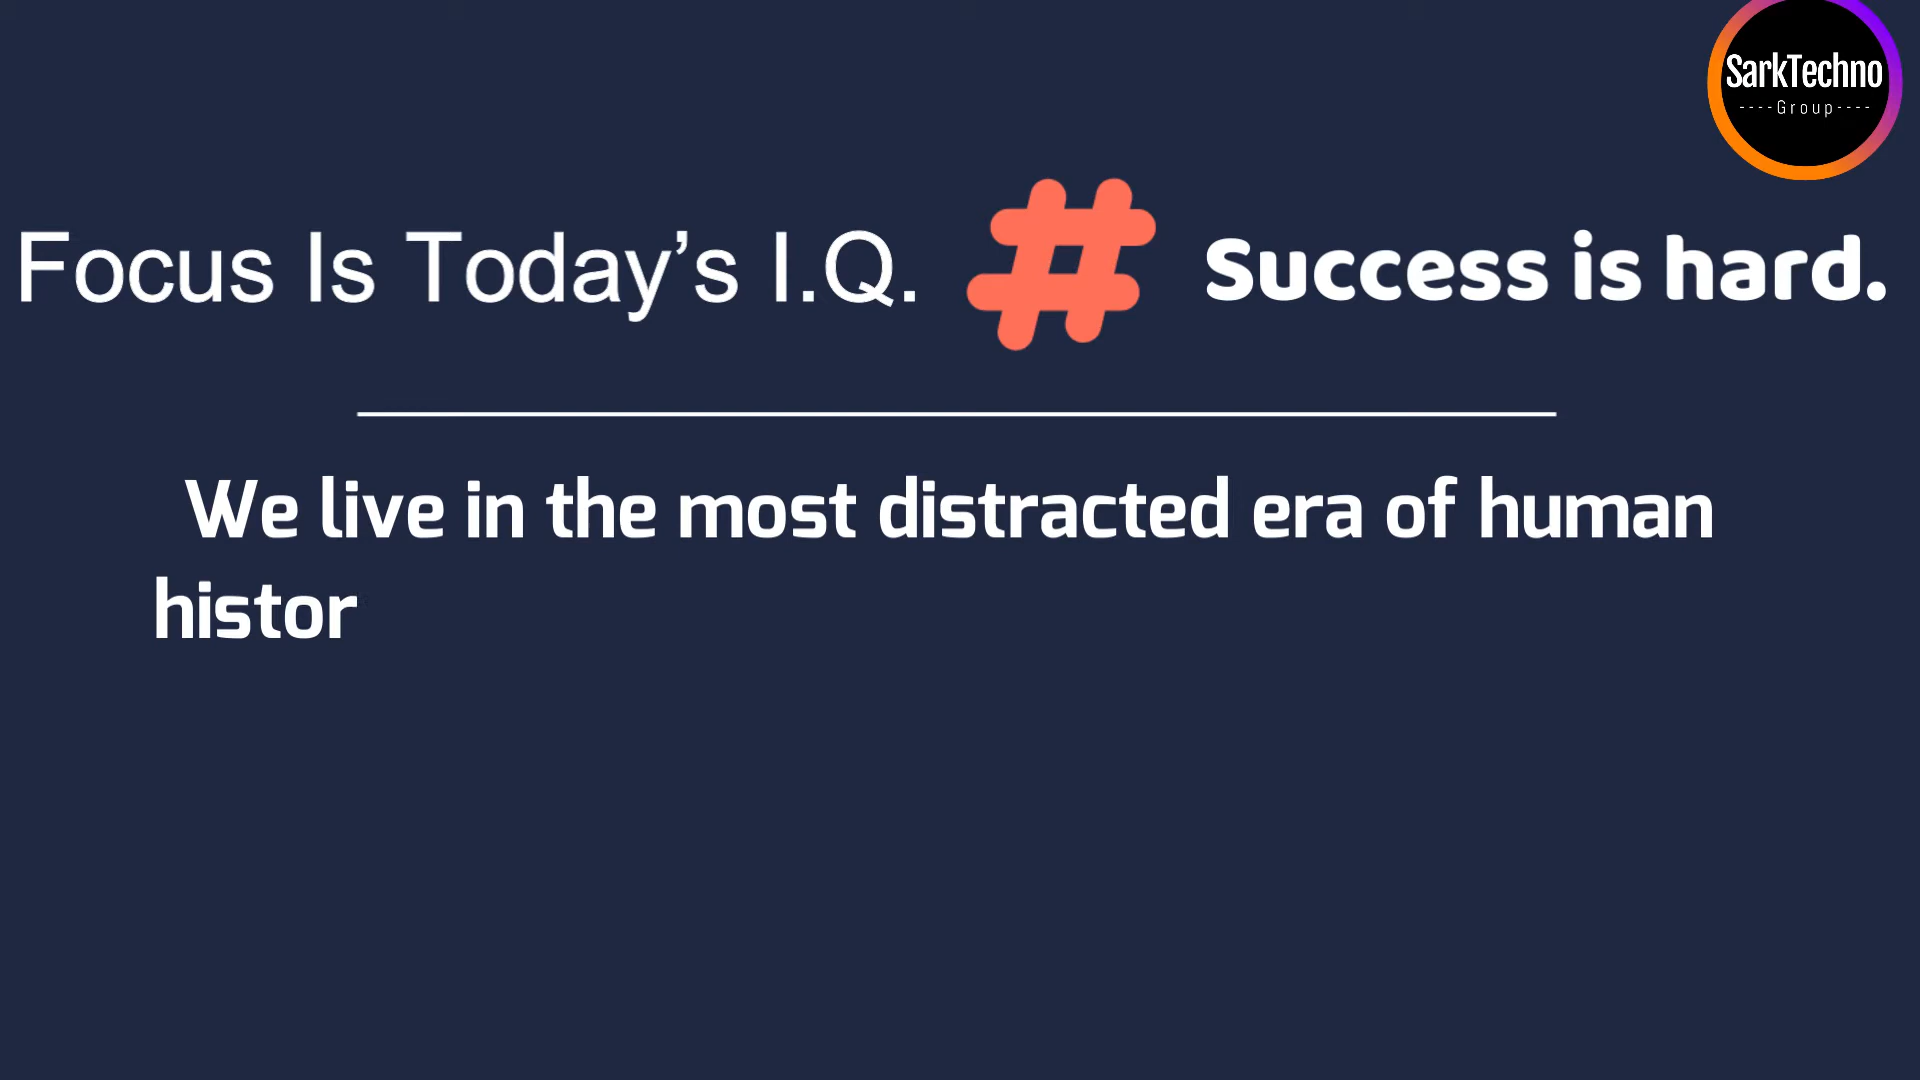 SarkTechno
----Group----
Focus Is Today’s I.Q. # Success is hard.
We live in the most distracted era of human
histor